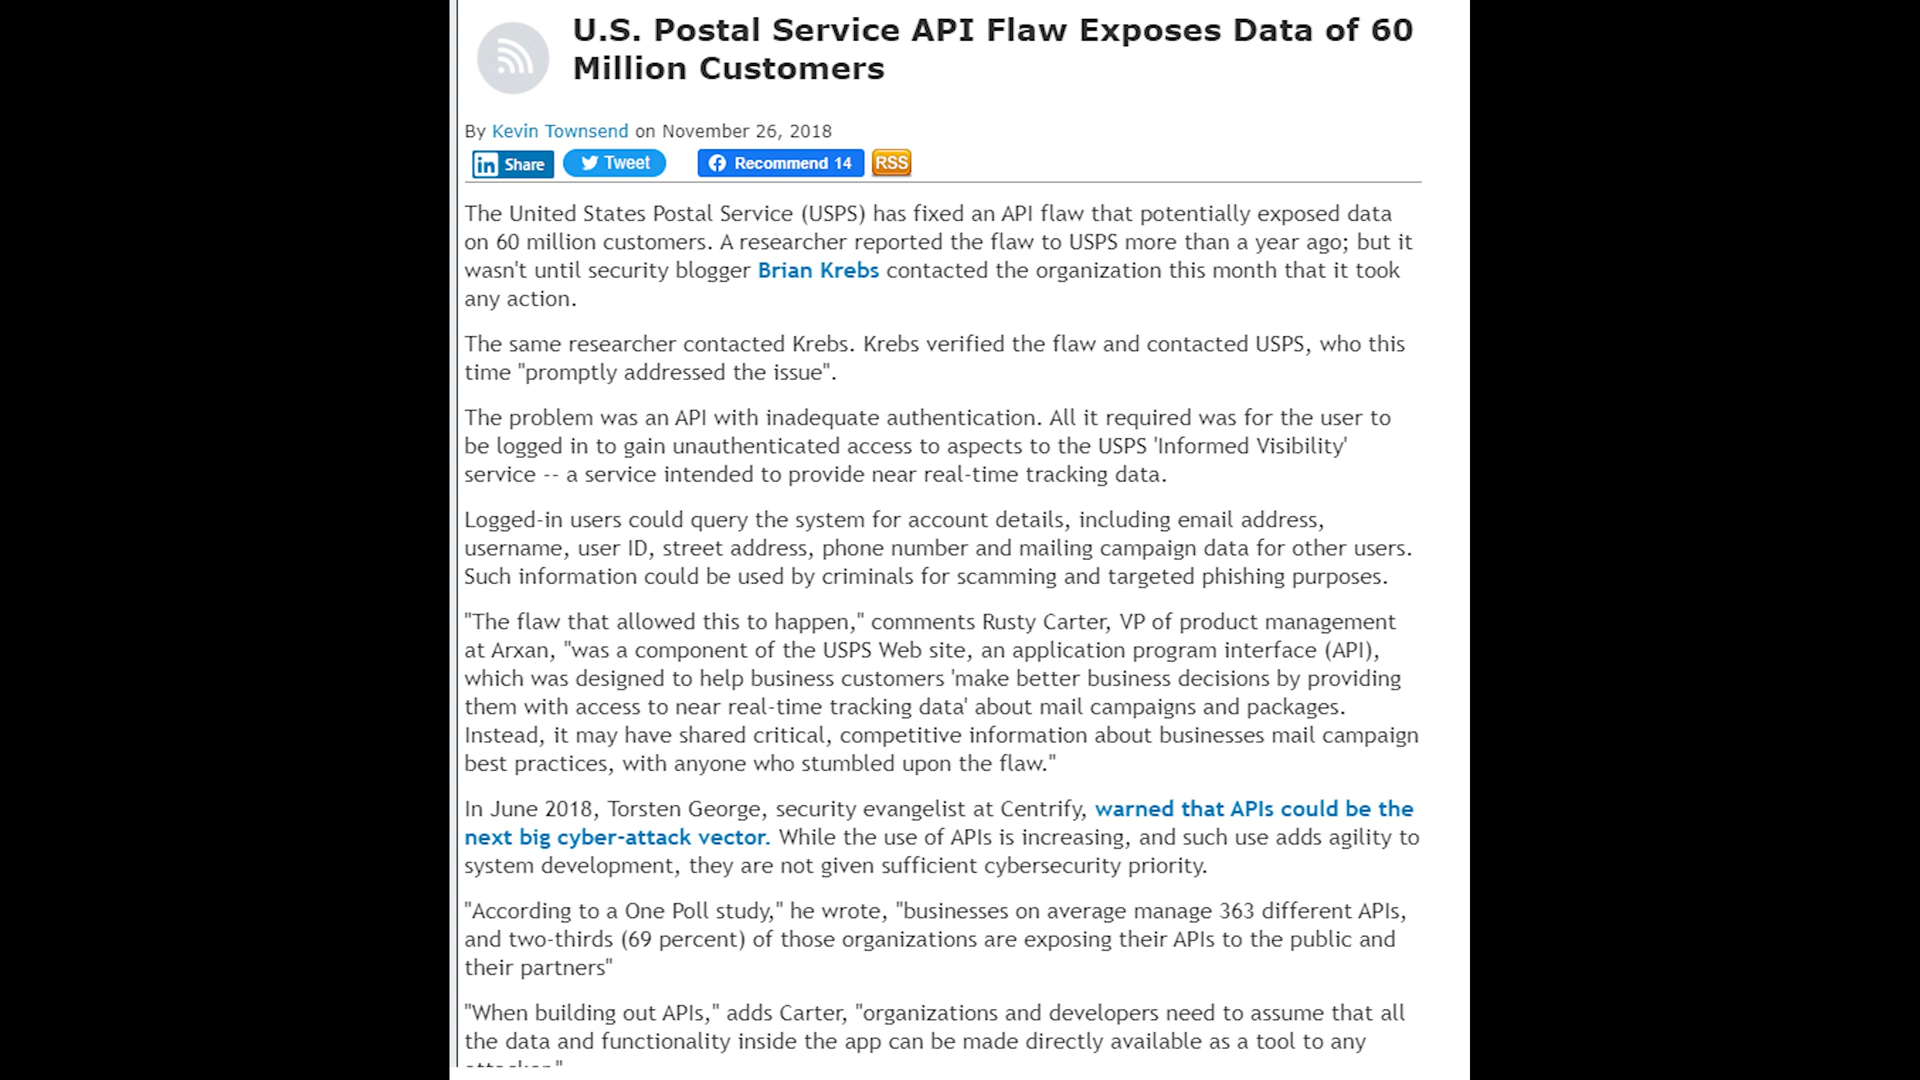 U.S. Postal Service API Flaw Exposes Data of 60
Million Customers
By Kevin Townsend on November 26, 2018
in Share
Tweet
Recommend 14
RSS
The United States Postal Service (USPS) has fixed an API flaw that potentially exposed data
on 60 million customers. A researcher reported the flaw to USPS more than a year ago; but it
wasn't until security blogger Brian Krebs contacted the organization this month that it took
any action.
The same researcher contacted Krebs. Krebs verified the flaw and contacted USPS, who this
time "promptly addressed the issue".
The problem was an API with inadequate authentication. All it required was for the user to
be logged in to gain unauthenticated access to aspects to the USPS 'Informed Visibility'
service -- a service intended to provide near real-time tracking data.
Logged-in users could query the system for account details, including email address,
username, user ID, street address, phone number and mailing campaign data for other users.
Such information could be used by criminals for scamming and targeted phishing purposes.
"The flaw that allowed this to happen," comments Rusty Carter, VP of product management
at Arxan, "was a component of the USPS Web site, an application program interface (API),
which was designed to help business customers 'make better business decisions by providing
them with access to near real-time tracking data' about mail campaigns and packages.
Instead, it may have shared critical, competitive information about businesses mail campaign
best practices, with anyone who stumbled upon the flaw."
In June 2018, Torsten George, security evangelist at Centrify, warned that APIs could be the
next big cyber-attack vector. While the use of APIs is increasing, and such use adds agility to
system development, they are not given sufficient cybersecurity priority.
"According to a One Poll study," he wrote, "businesses on average manage 363 different APIs,
and two-thirds (69 percent) of those organizations are exposing their APIs to the public and
their partners"
"When building out APIs," adds Carter, "organizations and developers need to assume that all
the data and functionality inside the app can be made directly available as a tool to any